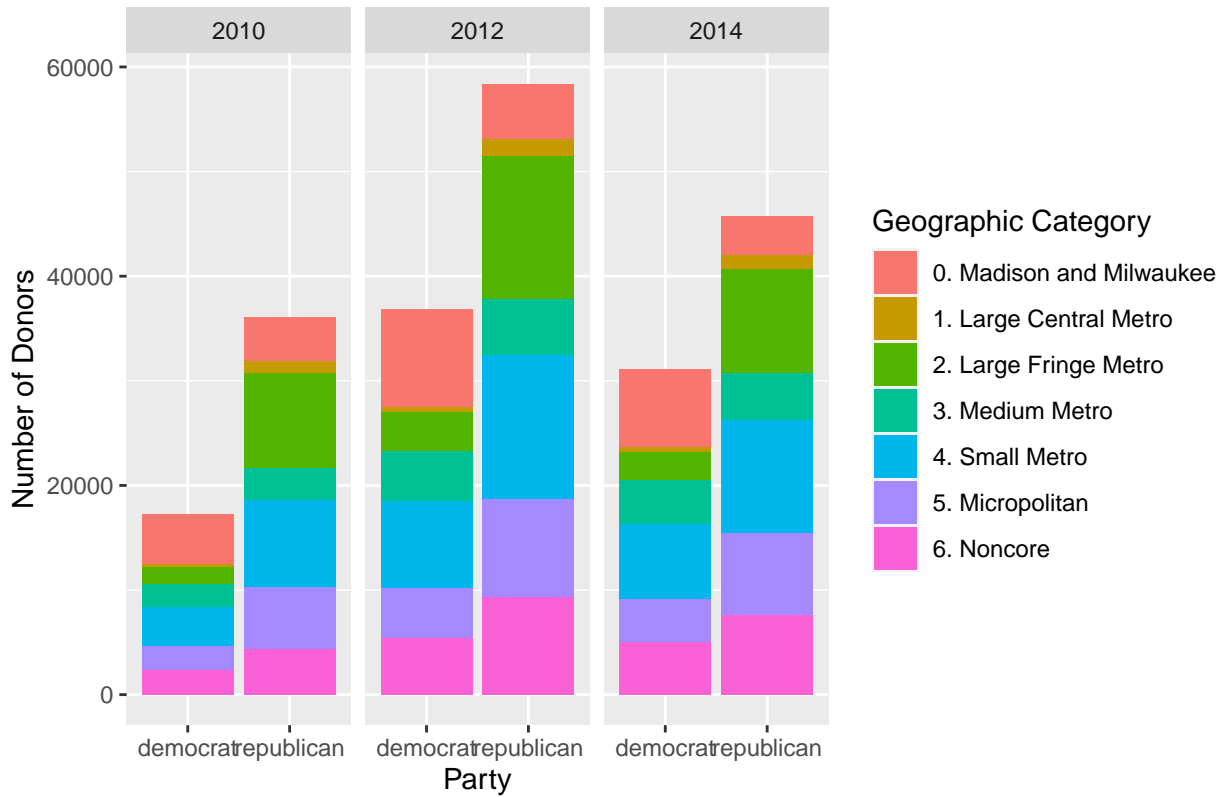 2010 2012 2014
60000
40000
20000
0
Number of Donors
democrat republican democrat republican democrat republican
Party
Geographic Category
0. Madison and Milwaukee
1. Large Central Metro
2. Large Fringe Metro
3. Medium Metro
4. Small Metro
5. Micropolitan
6. Noncore